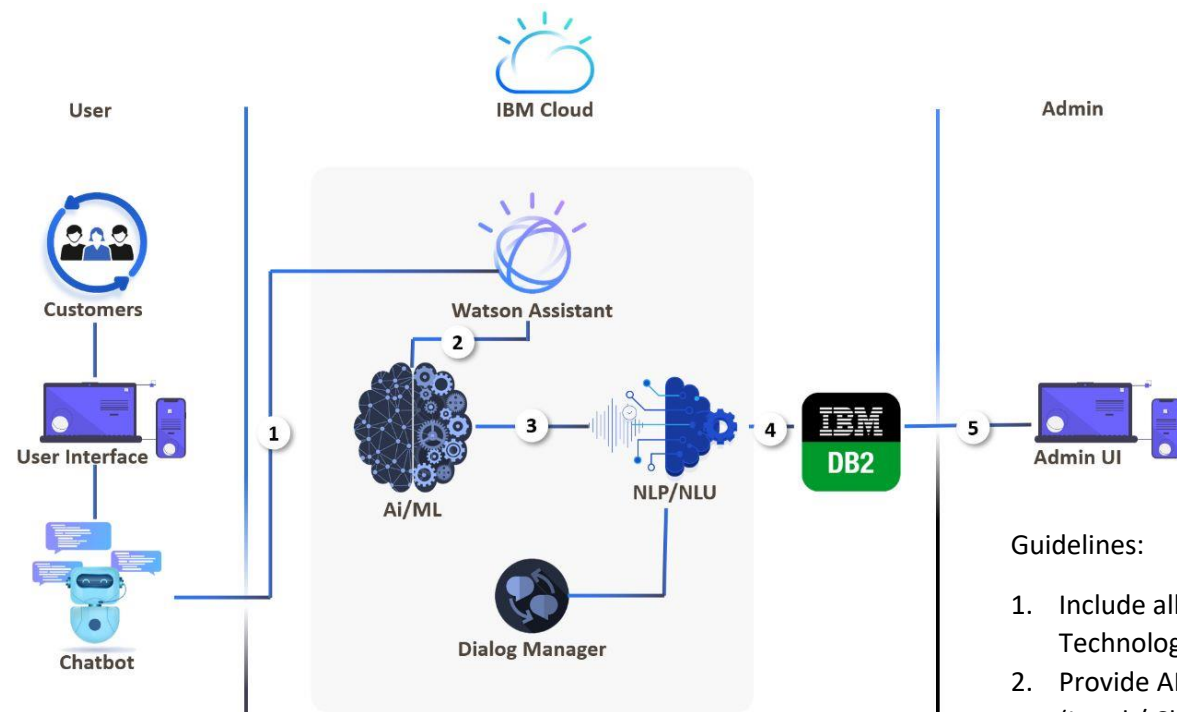 User
IBM Cloud
Admin
Watson Assistant
Customers
2
1
User Interface
3
4
IBM
DB2
5
Admin UI
Ai/ML
NLP/NLU
Guidelines:
1. Include all
Technolog
2. Provide
Dialog Manager
Chatbot